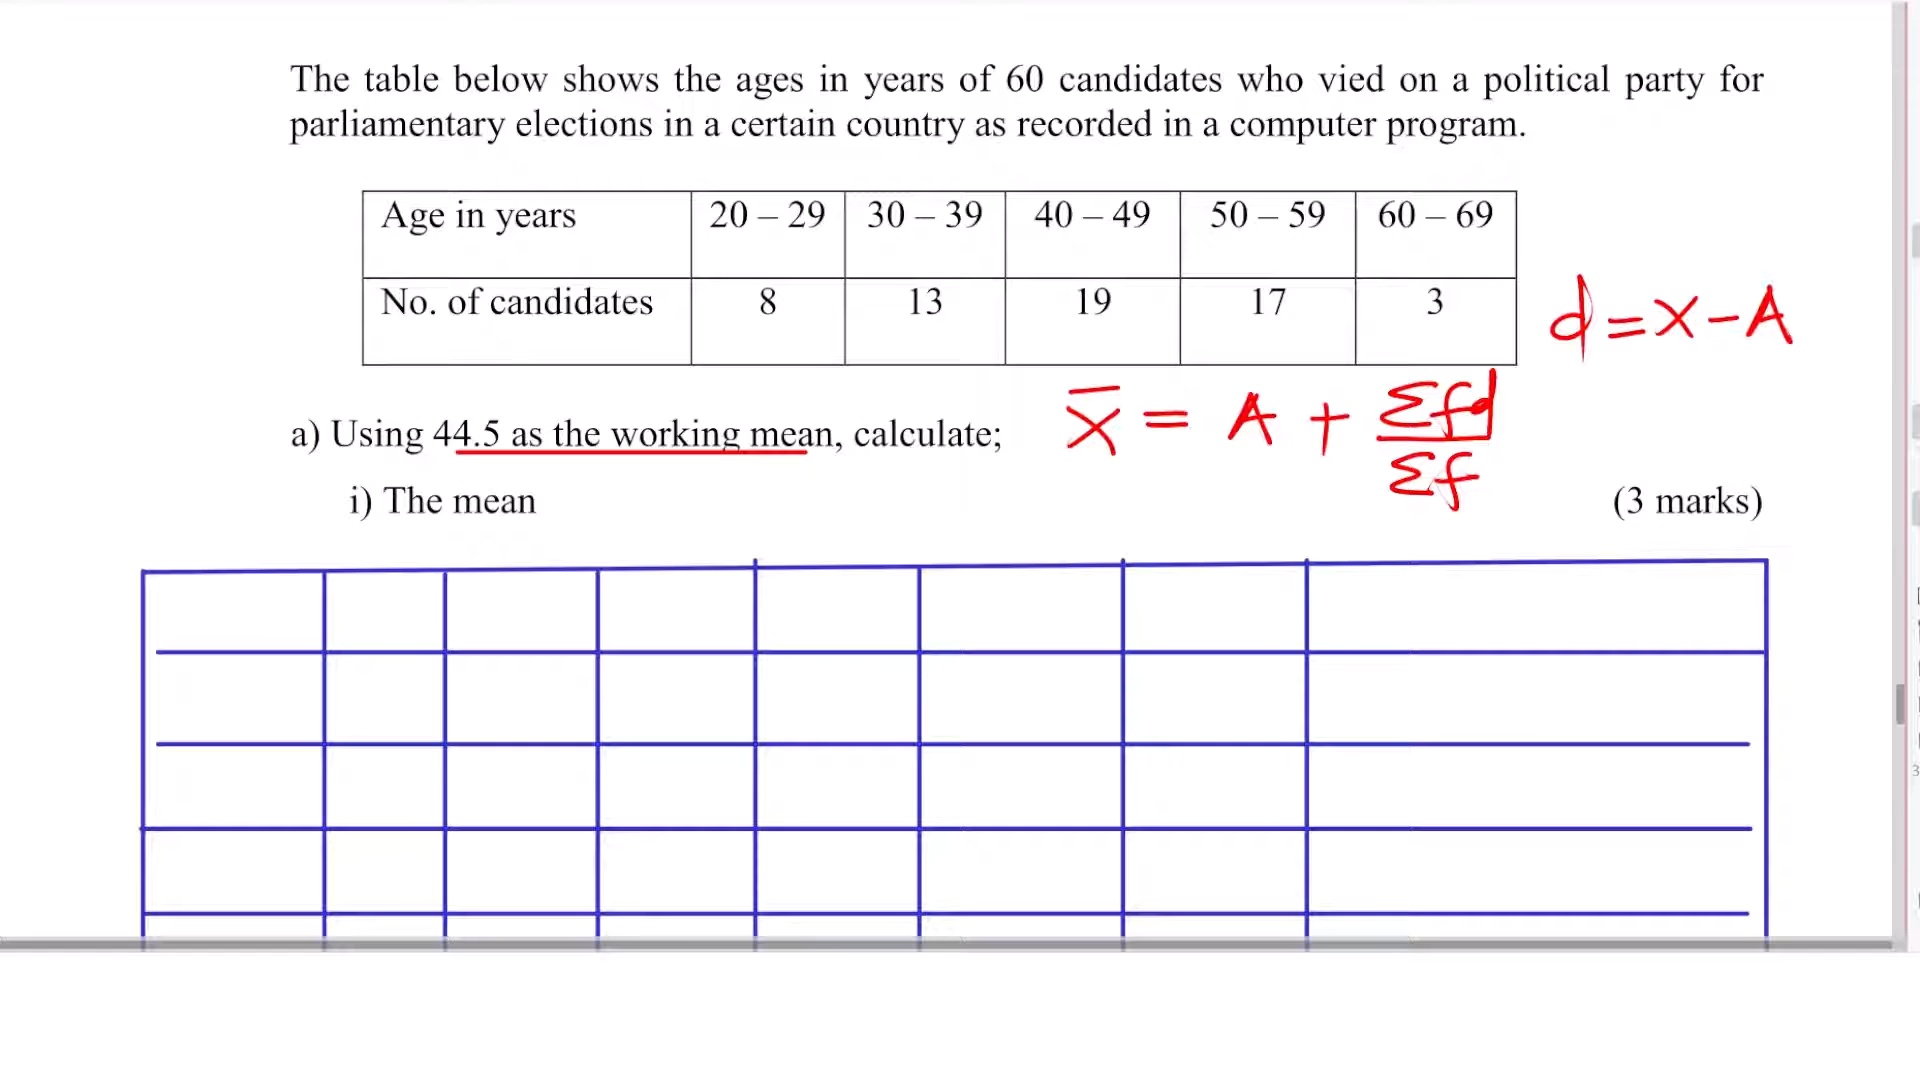 The table below shows the ages in years of 60 candidates who vied on a political party for
parliamentary elections in a certain country as recorded in a computer program.
Age in years 20 – 29 30 – 39 40 – 49 50 – 59 60 – 69
No. of candidates 8 13 19 17 3
d = x - A
a) Using 44.5 as the working mean, calculate;
x̄ = A + Σfd / Σf
i) The mean (3 marks)